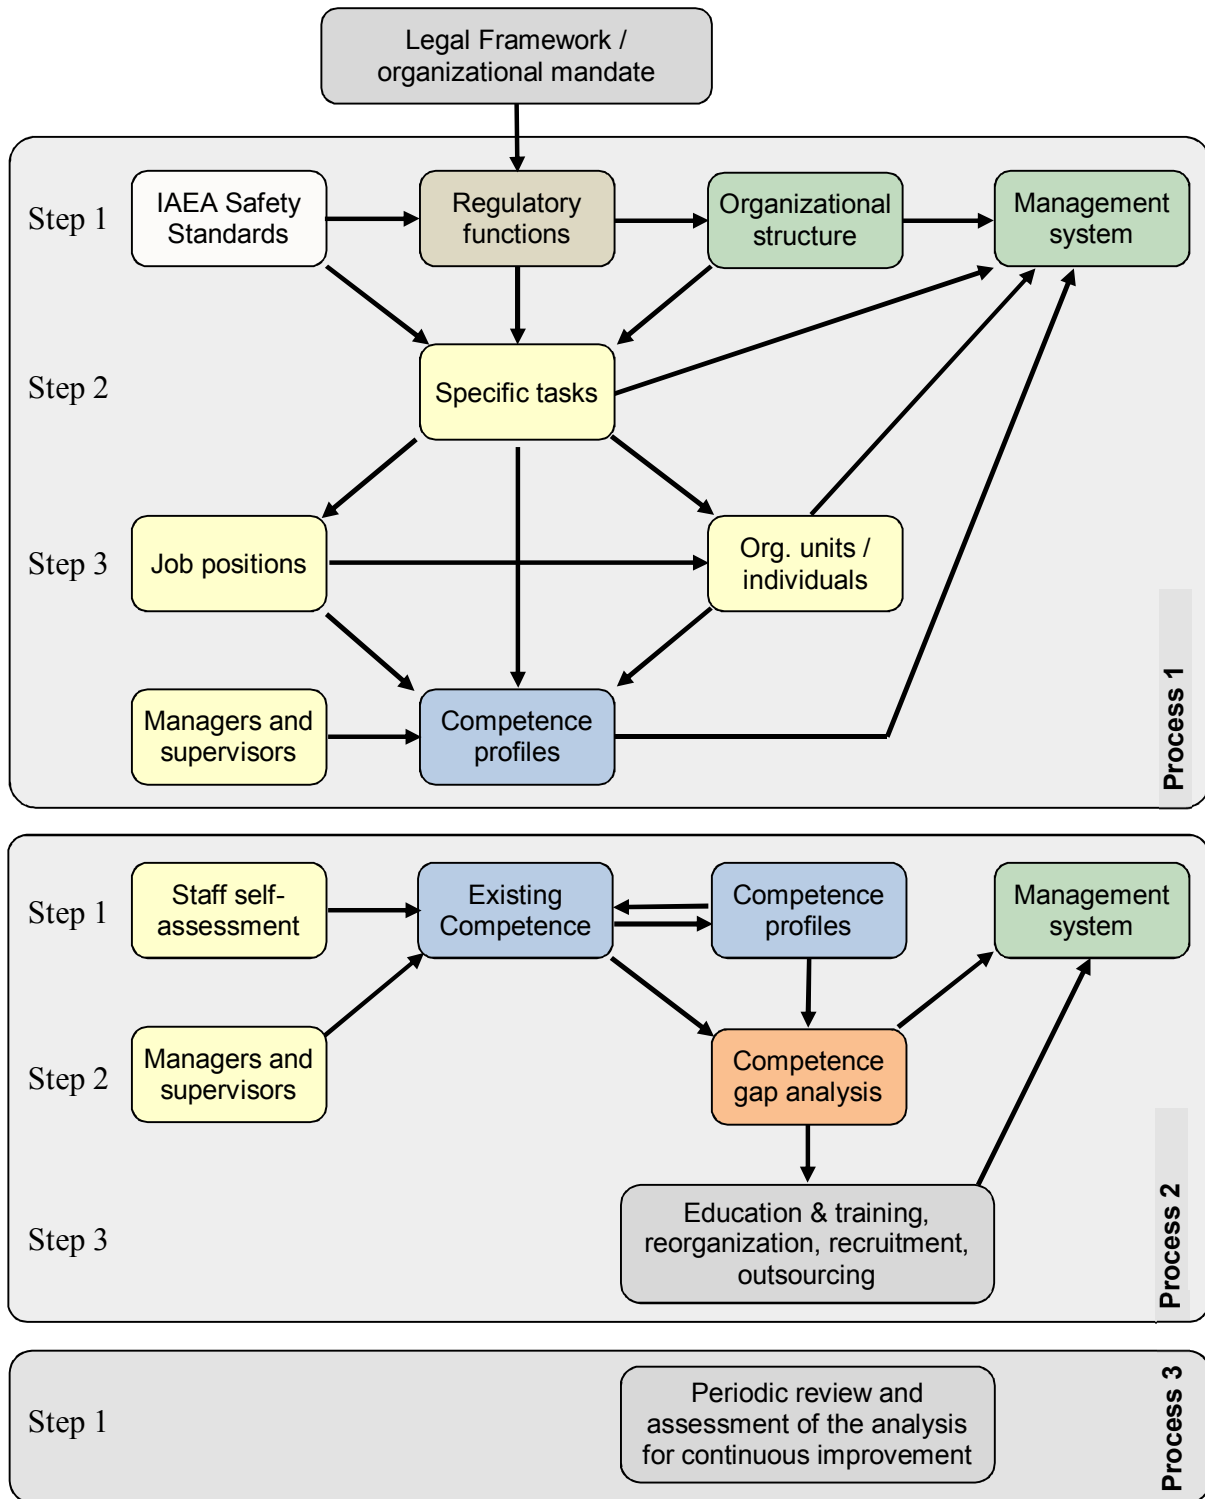 Legal Framework /
organizational mandate
Step 1
IAEA Safety
Standards
Regulatory
functions
Organizational
structure
Management
system
Step 2
Specific tasks
Step 3
Job positions
Org. units /
individuals
Managers and
supervisors
Competence
profiles
Process 1
Step 1
Staff self-
assessment
Existing
Competence
Competence
profiles
Management
system
Step 2
Managers and
supervisors
Competence
gap analysis
Step 3
Education & training,
reorganization, recruitment,
outsourcing
Process 2
Step 1
Periodic review and
assessment of the analysis
for continuous improvement
Process 3